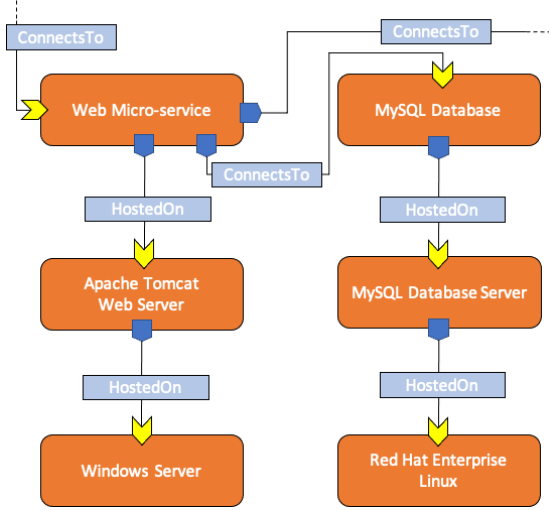 ConnectsTo
ConnectsTo
Web Micro-service
MySQL Database
ConnectsTo
HostedOn
HostedOn
Apache Tomcat
Web Server
MySQL Database Server
HostedOn
HostedOn
Windows Server
Red Hat Enterprise
Linux